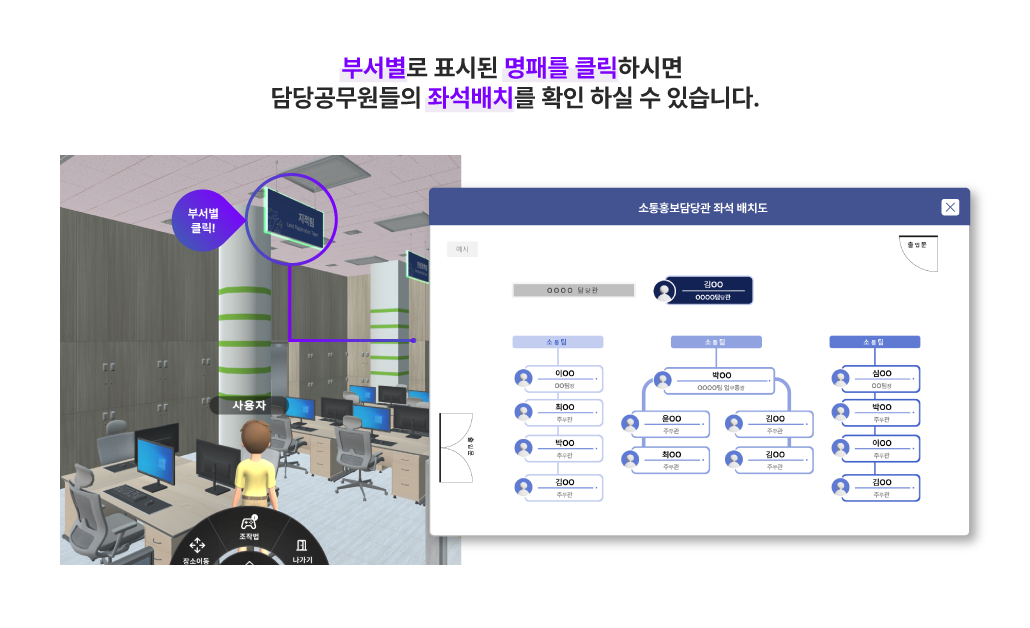 부서별로 표시된 명패를 클릭하시면
담당공무원들의 좌석배치를 확인 하실 수 있습니다.
부서별
클릭!
지적팀
Land Registration Team
사용자
조작법
장소이동
나가기
소통홍보담당관 좌석 배치도
예시
출입문
OOOO 담당관
김OO
OOOO담당관
소통팀
이OO
OO팀장
최OO
주무관
박OO
주무관
김OO
주무관
소통팀
박OO
OOOO팀 업무총괄
윤OO
주무관
김OO
주무관
최OO
주무관
김OO
주무관
소통팀
심OO
OO팀장
박OO
주무관
이OO
주무관
김OO
주무관
출입문